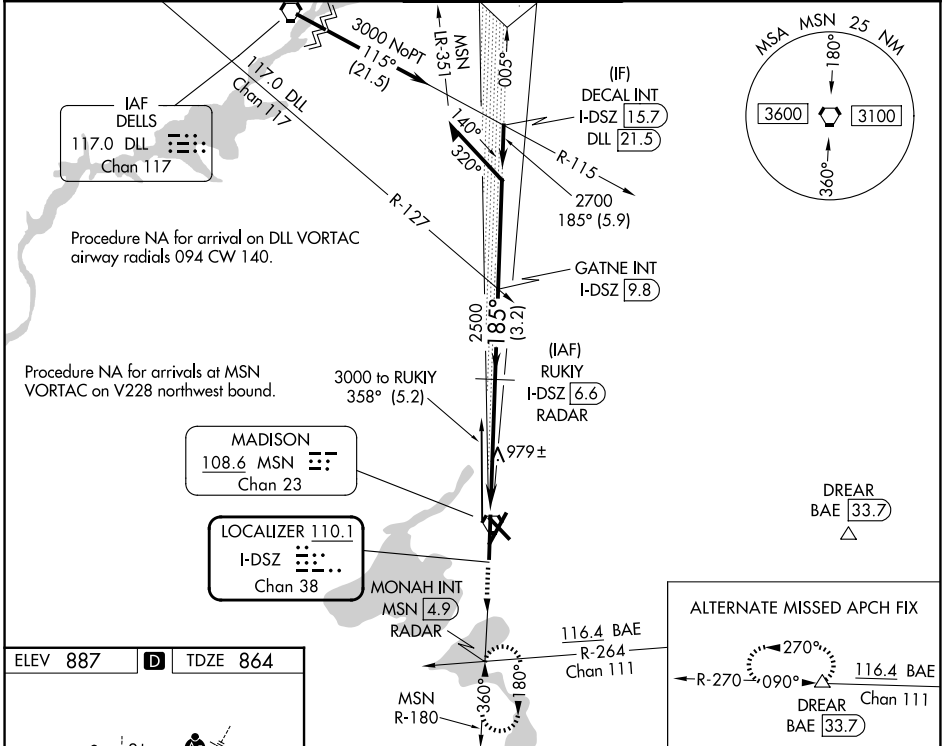 3000 NoPT
115°
(21.5)
MSN
LR-351
005°
MSA MSN 25 NM
180°
3600
3100
360°
117.0 DLL
Chan 117
IAF
DELLS
117.0 DLL
Chan 117
(IF)
DECAL INT
I-DSZ 15.7
DLL 21.5
140°
320°
R-115
2700
185° (5.9)
R-127
Procedure NA for arrival on DLL VORTAC
airway radials 094 CW 140.
GATNE INT
I-DSZ 9.8
2500
185°
(3.2)
Procedure NA for arrivals at MSN
VORTAC on V228 northwest bound.
3000 to RUKIY
358° (5.2)
(IAF)
RUKIY
I-DSZ 6.6
RADAR
979±
MADISON
108.6 MSN
Chan 23
DREAR
BAE 33.7
LOCALIZER 110.1
I-DSZ
Chan 38
MONAH INT
MSN 4.9
RADAR
116.4 BAE
R-264
Chan 111
360°
180°
MSN
R-180
ALTERNATE MISSED APCH FIX
270°
R-270
090°
116.4 BAE
Chan 111
DREAR
BAE 33.7
ELEV 887
D
TDZE 864